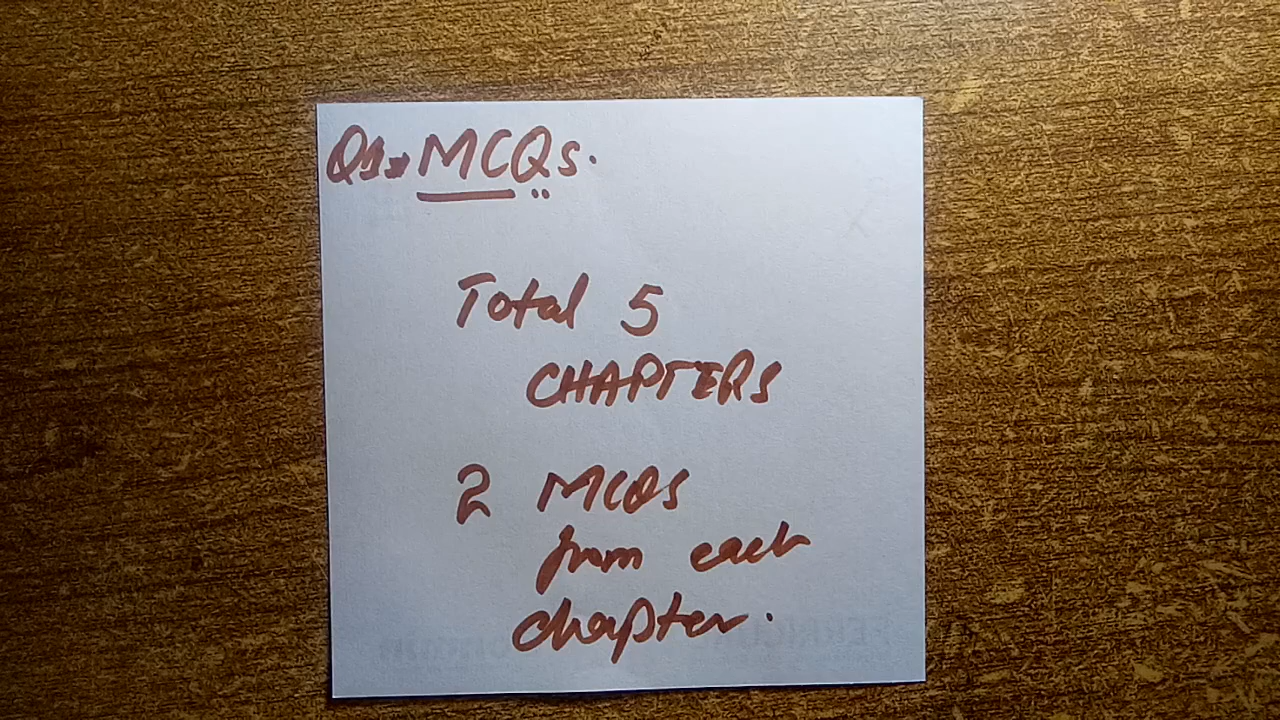 Q1. MCQs.
Total 5
CHAPTERS
2 MCQs
from each
chapter.